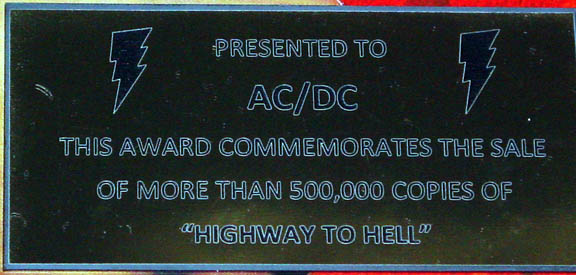 PRESENTED TO
AC/DC
THIS AWARD COMMEMORATES THE SALE
OF MORE THAN 500,000 COPIES OF
“HIGHWAY TO HELL”